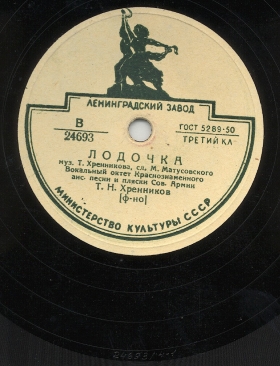 ЛЕНИНГРАДСКИЙ ЗАВОД
В
24693
ГОСТ 5289-50
ТРЕТИЙ КЛ
ЛОДОЧКА
муз. Т. Хренникова, сл. М. Матусовского
Вокальный октет Краснознаменного
анс. песни и пляски Сов. Армии
Т. Н. Хренников
(ф-но)
МИНИСТЕРСТВО КУЛЬТУРЫ СССР